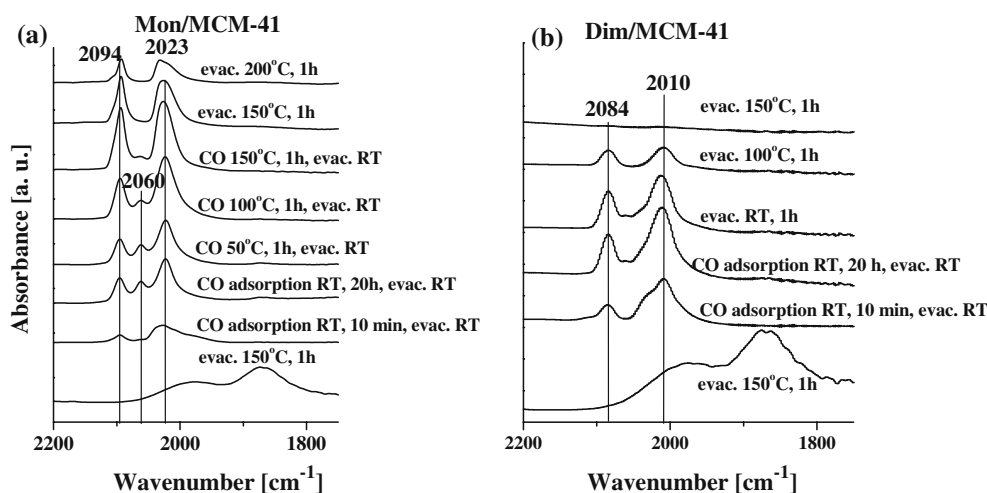 (a)
Mon/MCM-41
2094
2023
evac. 200°C, 1h
evac. 150°C, 1h
CO 150°C, 1h, evac. RT
2060
CO 100°C, 1h, evac. RT
CO 50°C, 1h, evac. RT
CO adsorption RT, 20h, evac. RT
CO adsorption RT, 10 min, evac. RT
evac. 150°C, 1h
2200
2000
1800
Wavenumber [cm⁻¹]
Absorbance [a. u.]
(b)
Dim/MCM-41
2084
2010
evac. 150°C, 1h
evac. 100°C, 1h
evac. RT, 1h
CO adsorption RT, 20 h, evac. RT
CO adsorption RT, 10 min, evac. RT
evac. 150°C, 1h
2200
2000
1800
Wavenumber [cm⁻¹]